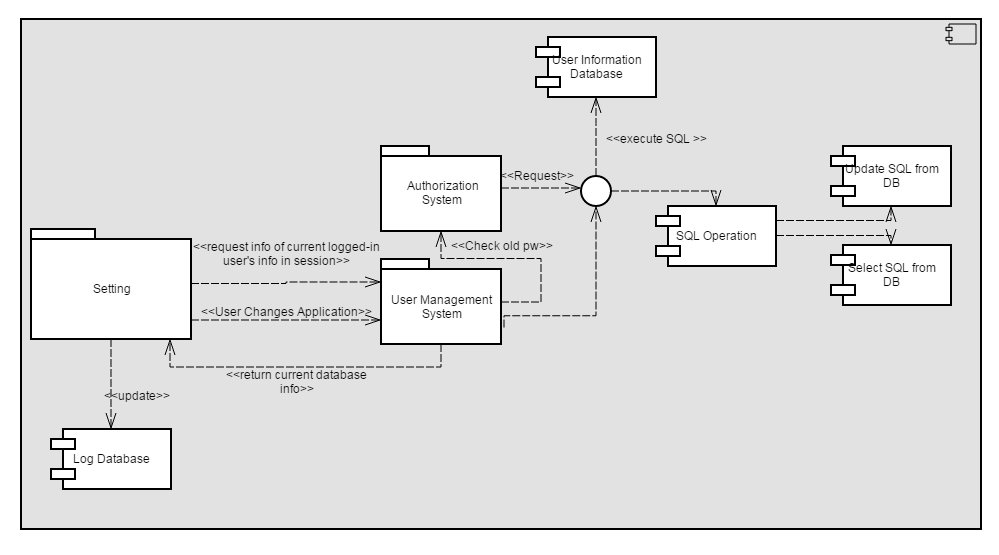 User Information
Database
<<execute SQL >>
Update SQL from
DB
Authorization
System
<<Request>>
SQL Operation
<<request info of current logged-in
user's info in session>>
<<Check old pw>>
Select SQL from
DB
Setting
User Management
System
<<User Changes Application>>
<<return current database
info>>
<<update>>
Log Database